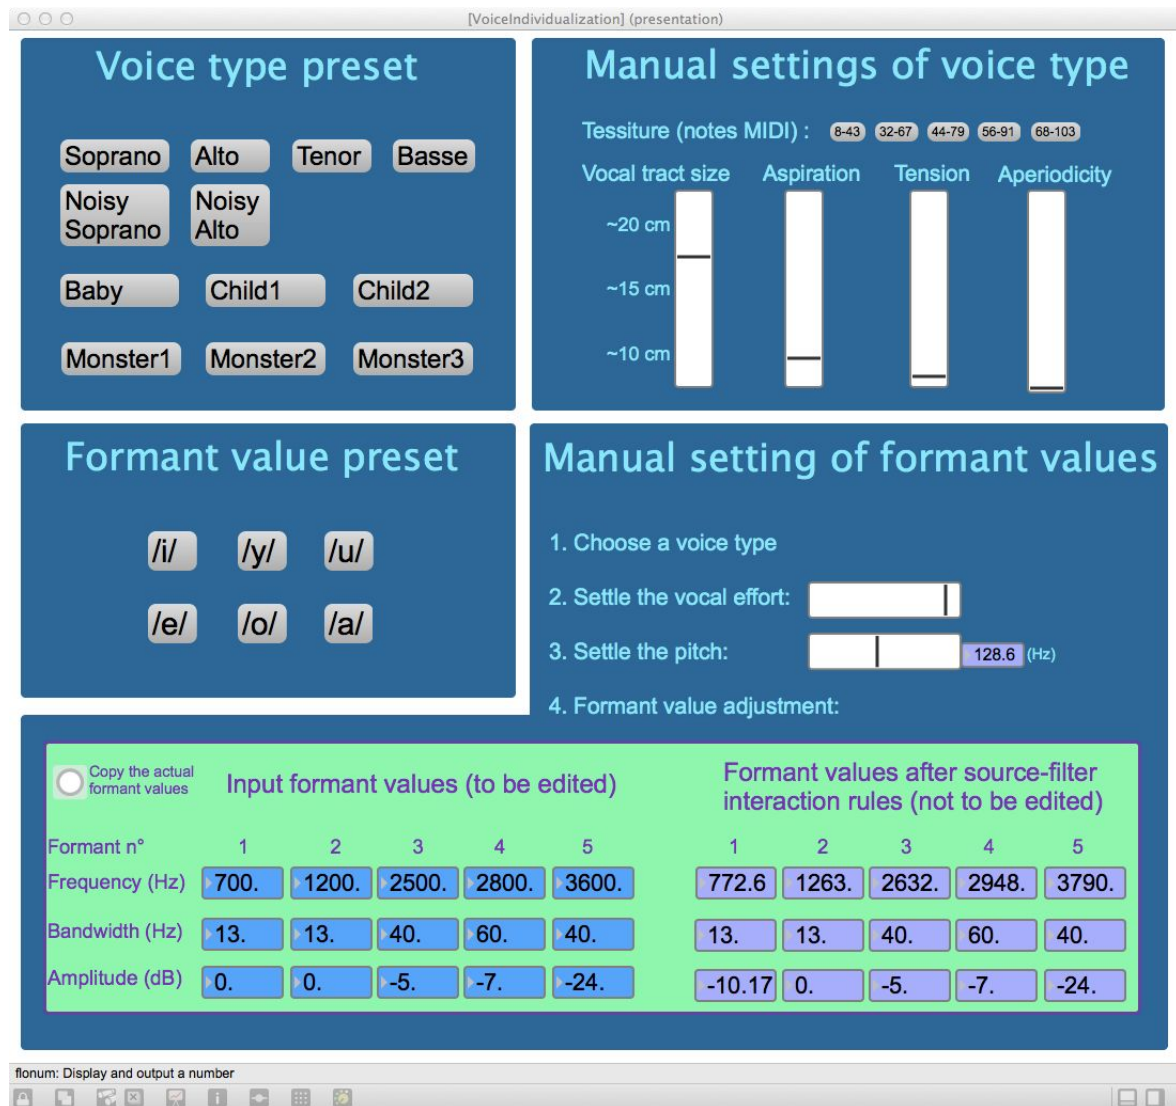 [VoiceIndividualization] (presentation)
Voice type preset
Soprano Alto Tenor Basse
Noisy Soprano
Noisy Alto
Baby Child1 Child2
Monster1 Monster2 Monster3
Manual settings of voice type
Tessiture (notes MIDI) : 8-43 32-67 44-79 56-91 68-103
Vocal tract size Aspiration Tension Aperiodicity
~20 cm
~15 cm
~10 cm
Formant value preset
/i/ /y/ /u/
/e/ /o/ /a/
Manual setting of formant values
1. Choose a voice type
2. Settle the vocal effort:
3. Settle the pitch: 128.6 (Hz)
4. Formant value adjustment:
Copy the actual
formant values
Input formant values (to be edited)
Formant values after source-filter
interaction rules (not to be edited)
Formant n° 1 2 3 4 5 1 2 3 4 5
Frequency (Hz) 700. 1200. 2500. 2800. 3600. 772.6 1263. 2632. 2948. 3790.
Bandwidth (Hz) 13. 13. 40. 60. 40. 13. 13. 40. 60. 40.
Amplitude (dB) 0. 0. -5. -7. -24. -10.17 0. -5. -7. -24.
flonum: Display and output a number